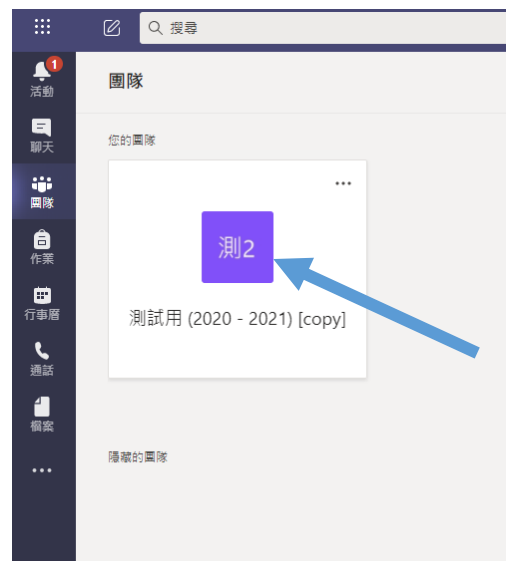 搜尋
1
活動
聊天
團隊
作業
行事曆
通話
檔案
團隊
您的團隊
測2
測試用 (2020 - 2021) [copy]
隱藏的團隊